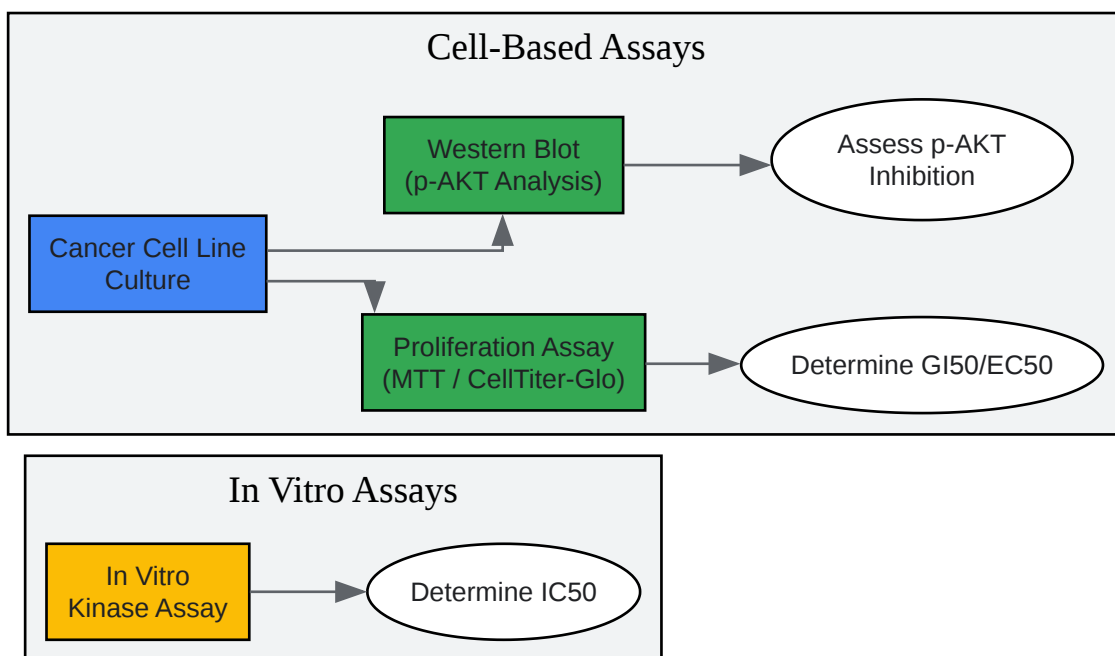 Cell-Based Assays
Western Blot
(p-AKT Analysis)
Assess p-AKT
Inhibition
Cancer Cell Line
Culture
Proliferation Assay
(MTT / CellTiter-Glo)
Determine GI50/EC50
In Vitro Assays
In Vitro
Kinase Assay
Determine IC50